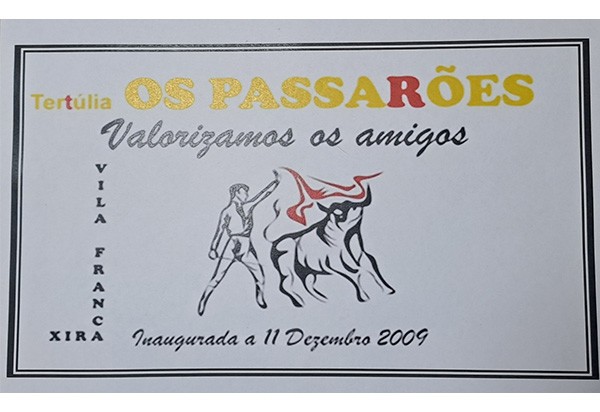 Tertúlia OS PASSARÕES
Valorizamos os amigos
VILA FRANCA
XIRA
Inaugurada a 11 Dezembro 2009